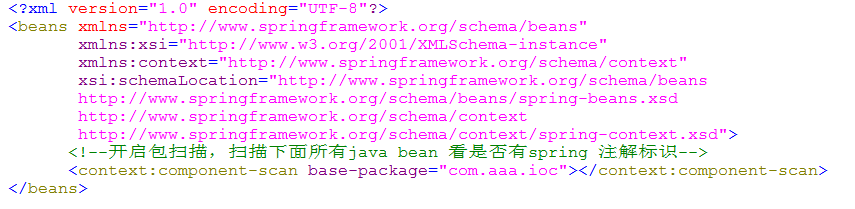 <?xml version="1.0" encoding="UTF-8"?>
<beans xmlns="http://www.springframework.org/schema/beans"
xmlns:xsi="http://www.w3.org/2001/XMLSchema-instance"
xmlns:context="http://www.springframework.org/schema/context"
xsi:schemaLocation="http://www.springframework.org/schema/beans
http://www.springframework.org/schema/beans/spring-beans.xsd
http://www.springframework.org/schema/context
http://www.springframework.org/schema/context/spring-context.xsd">
<!--开启包扫描，扫描下面所有java bean 看是否有spring 注解标识-->
<context:component-scan base-package="com.aaa.ioc"></context:component-scan>
</beans>